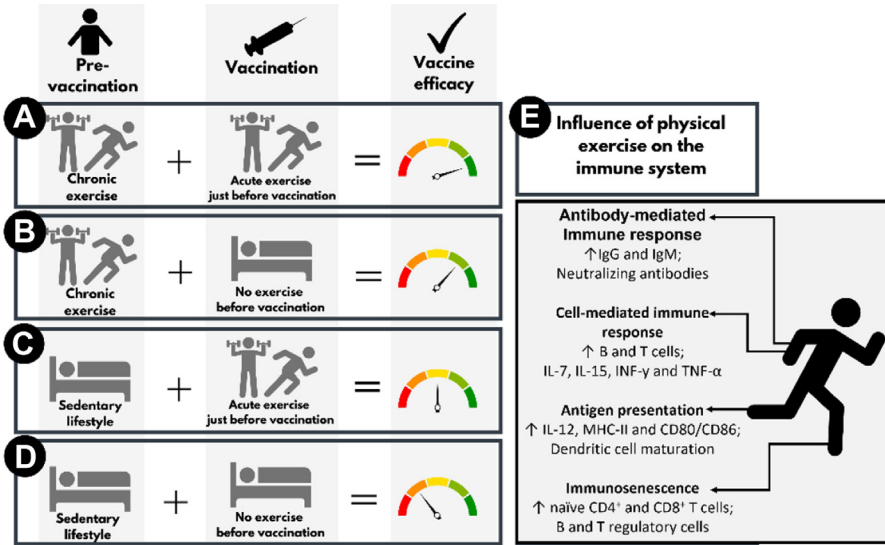 Pre-
vaccination
Vaccination
Vaccine
efficacy
A
Chronic
exercise
+
Acute exercise
just before vaccination
=
B
Chronic
exercise
+
No exercise
before vaccination
=
C
Sedentary
lifestyle
+
Acute exercise
just before vaccination
=
D
Sedentary
lifestyle
+
No exercise
before vaccination
=
E
Influence of physical
exercise on the
immune system
Antibody-mediated
Immune response
↑IgG and IgM;
Neutralizing antibodies
Cell-mediated immune
response
↑ B and T cells;
IL-7, IL-15, INF-γ and TNF-α
Antigen presentation
↑ IL-12, MHC-II and CD80/CD86;
Dendritic cell maturation
Immunosenescence
↑ naïve CD4⁺ and CD8⁺ T cells;
B and T regulatory cells